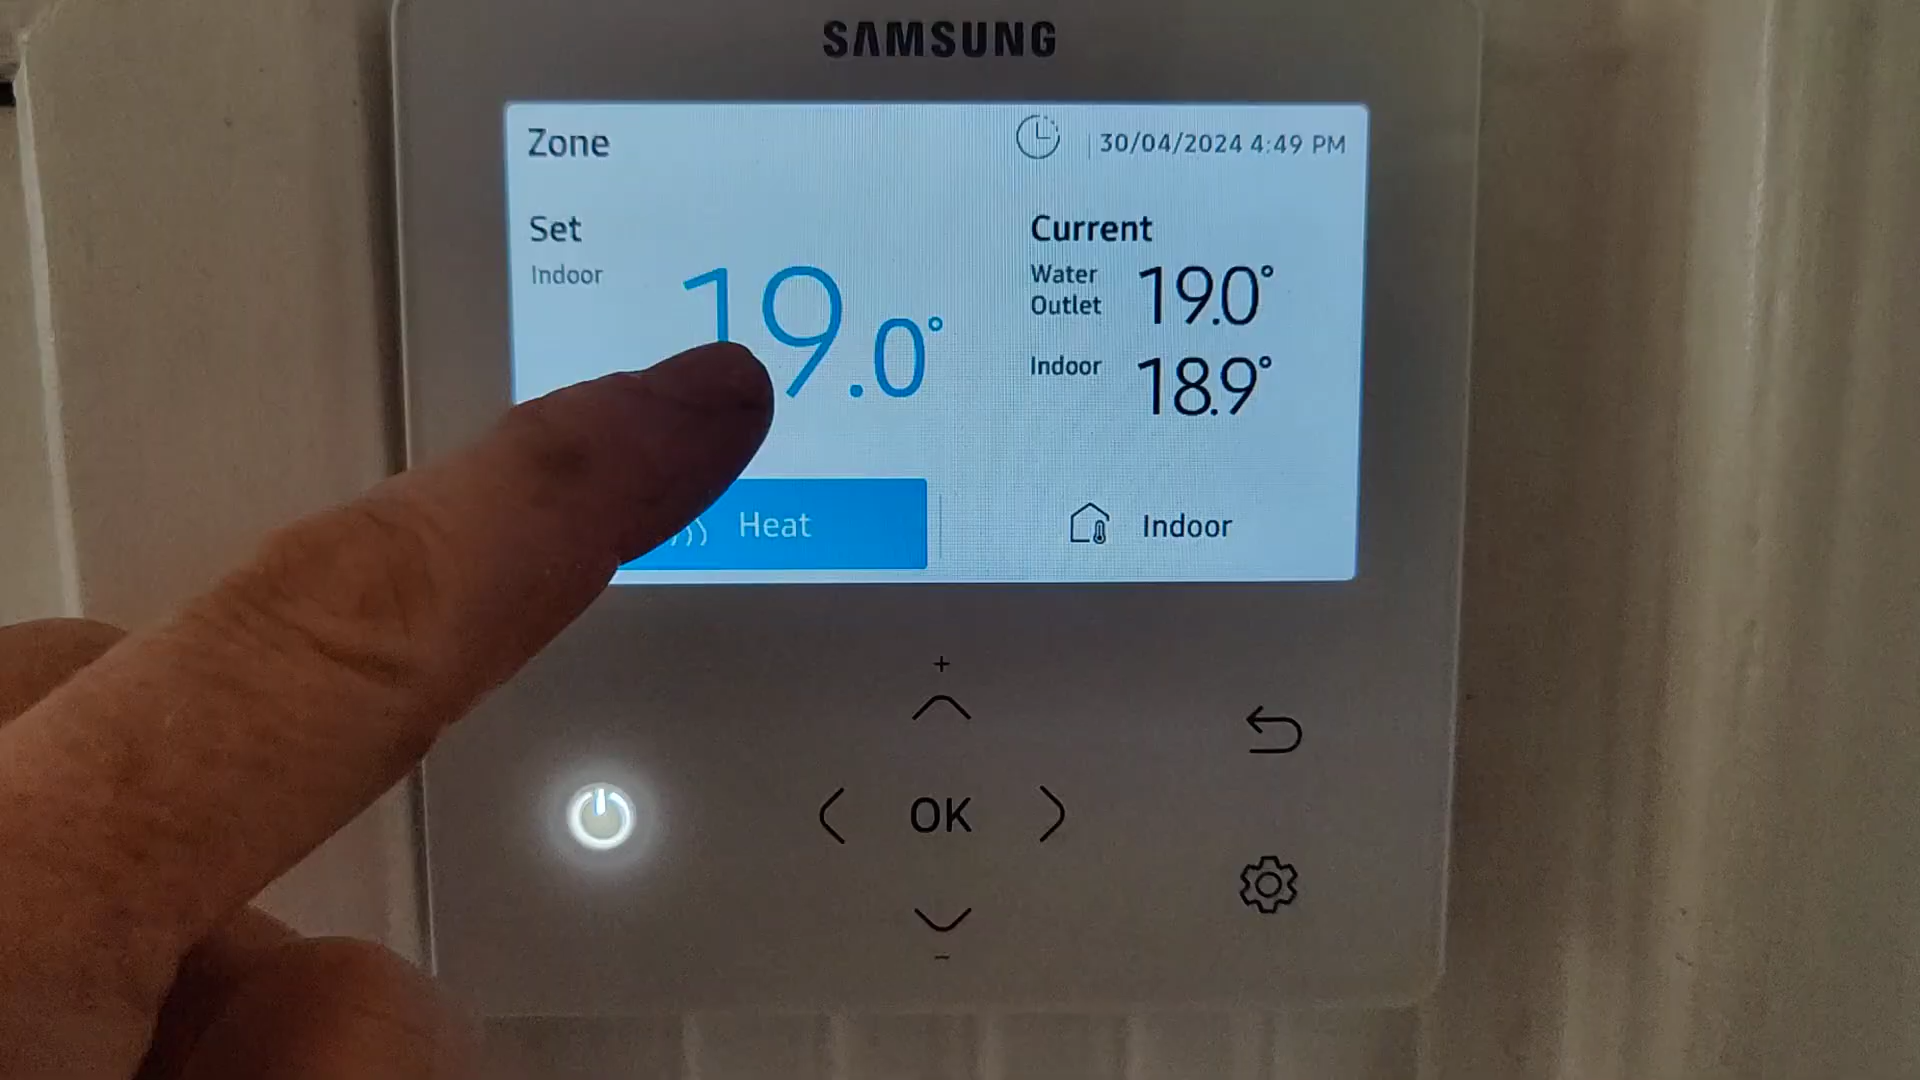 SAMSUNG
Zone
30/04/2024 4:49 PM
Set
Indoor
19.0°
Current
Water
Outlet
19.0°
Indoor
18.9°
Heat
Indoor
+
OK
-